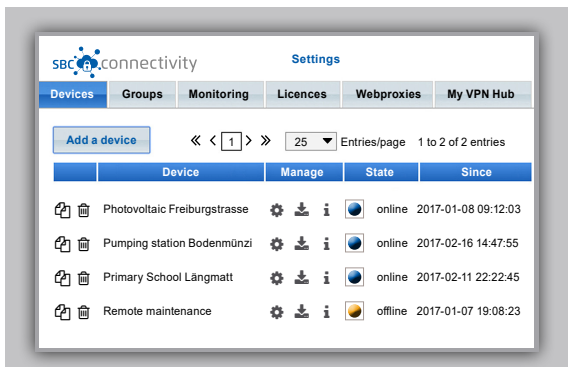 SBC connectivity Settings
Devices Groups Monitoring Licences Webproxies My VPN Hub
Add a device « < 1 > » 25 Entries/page 1 to 2 of 2 entries
Device Manage State Since
Photovoltaic Freiburgstrasse online 2017-01-08 09:12:03
Pumping station Bodenmünzi online 2017-02-16 14:47:55
Primary School Längmatt online 2017-02-11 22:22:45
Remote maintenance offline 2017-01-07 19:08:23